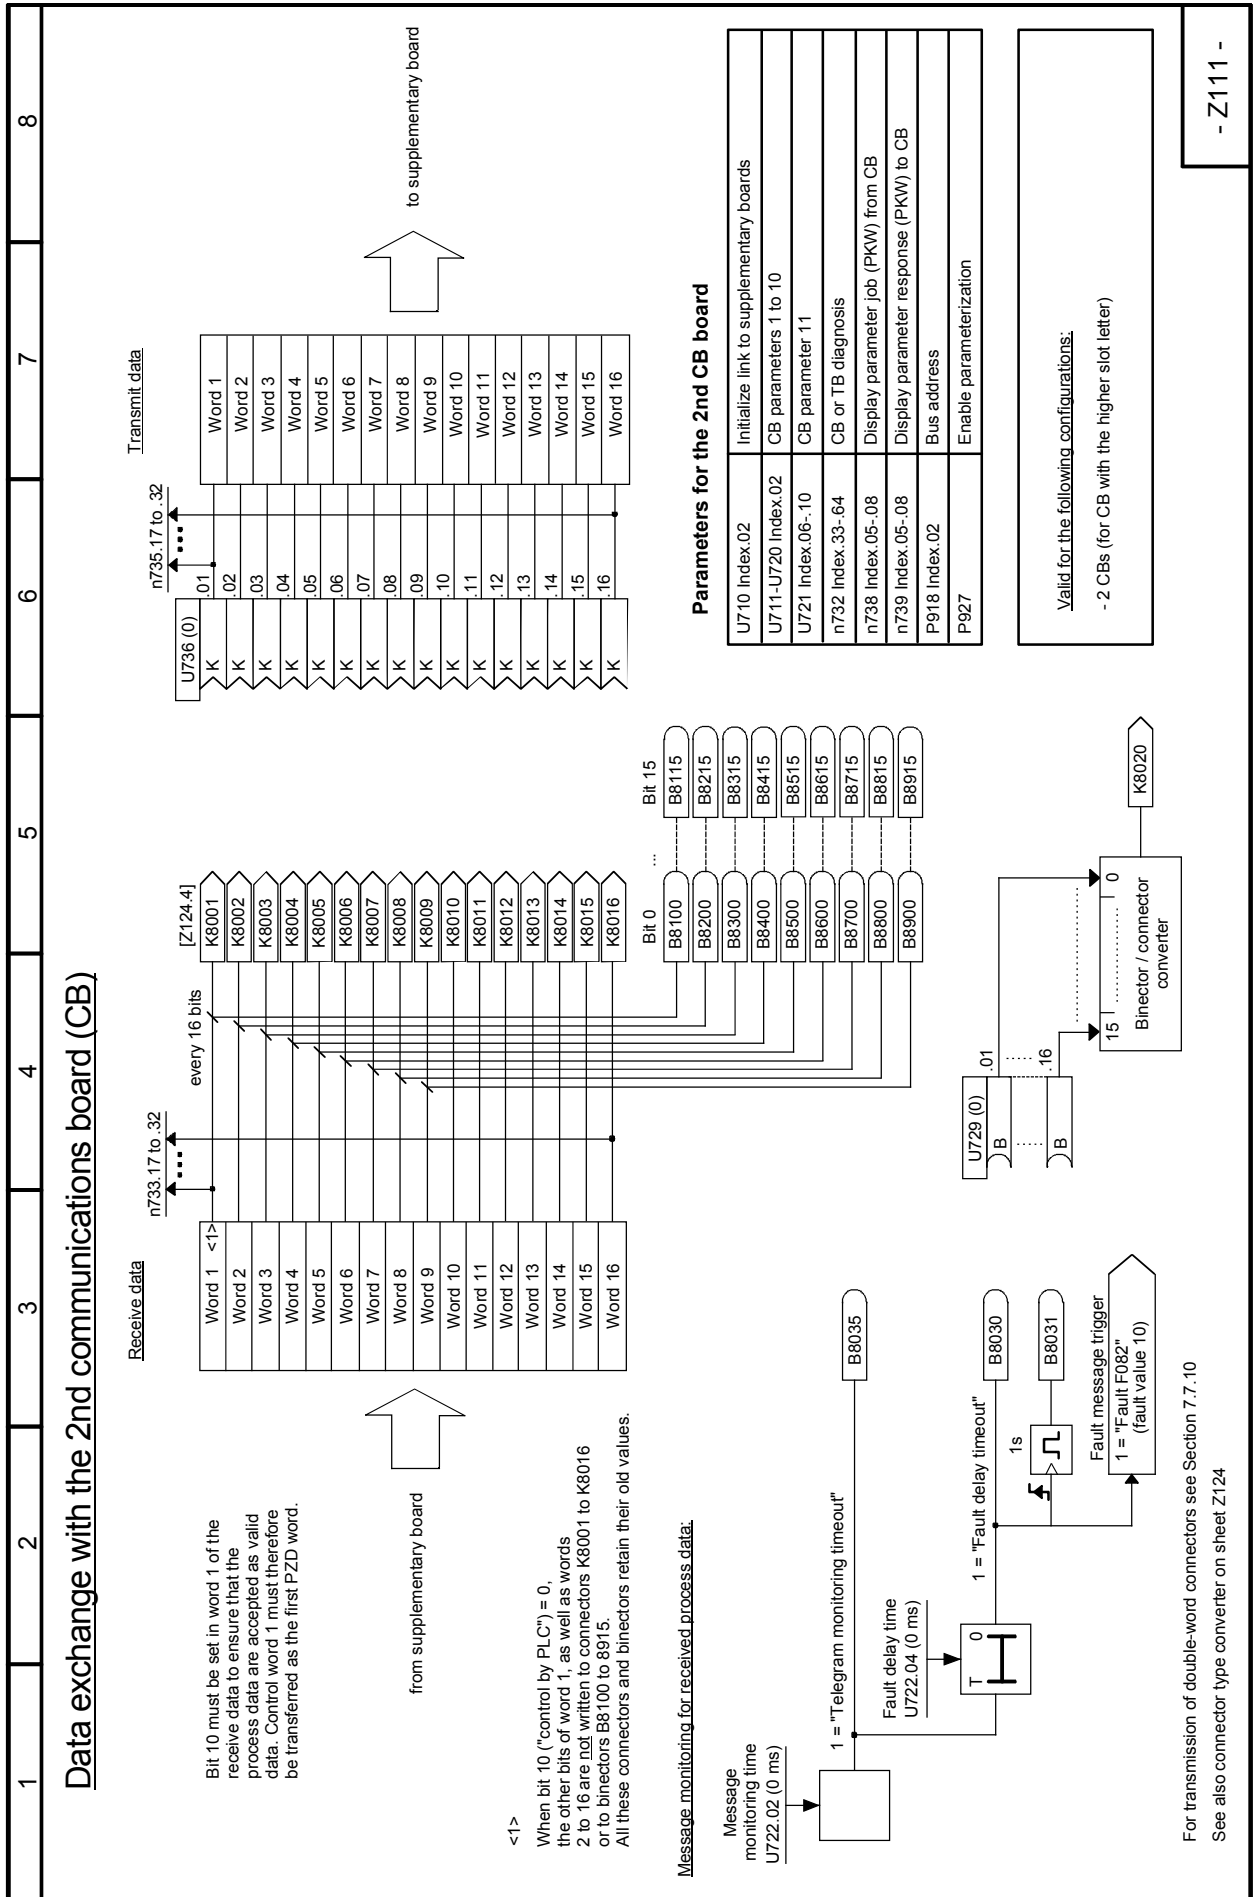 1
2
3
4
5
6
7
8
Data exchange with the 2nd communications board (CB)
Bit 10 must be set in word 1 of the
receive data to ensure that the
process data are accepted as valid
data. Control word 1 must therefore
be transferred as the first PZD word.
from supplementary board
<1>
When bit 10 ("control by PLC") = 0,
the other bits of word 1, as well as words
2 to 16 are not written to connectors K8001 to K8016
or to binectors B8100 to 8915.
All these connectors and binectors retain their old values.
Receive data
Word 1 <1>
Word 2
Word 3
Word 4
Word 5
Word 6
Word 7
Word 8
Word 9
Word 10
Word 11
Word 12
Word 13
Word 14
Word 15
Word 16
n733.17 to .32
every 16 bits
[Z124.4]
K8001
K8002
K8003
K8004
K8005
K8006
K8007
K8008
K8009
K8010
K8011
K8012
K8013
K8014
K8015
K8016
Bit 0 ... Bit 15
B8100 B8115
B8200 B8215
B8300 B8315
B8400 B8415
B8500 B8515
B8600 B8615
B8700 B8715
B8800 B8815
B8900 B8915
Transmit data
n735.17 to .32
U736 (0)
K .01 Word 1
K .02 Word 2
K .03 Word 3
K .04 Word 4
K .05 Word 5
K .06 Word 6
K .07 Word 7
K .08 Word 8
K .09 Word 9
K .10 Word 10
K .11 Word 11
K .12 Word 12
K .13 Word 13
K .14 Word 14
K .15 Word 15
K .16 Word 16
to supplementary board
Message monitoring for received process data:
Message
monitoring time
U722.02 (0 ms)
1 = "Telegram monitoring timeout"
B8035
Fault delay time
U722.04 (0 ms)
T 0
1 = "Fault delay timeout"
B8030
1s
B8031
Fault message trigger
1 = "Fault F082"
(fault value 10)
U729 (0)
B .01
..... .....
B .16
15 ............. 0
Binector / connector
converter
K8020
Parameters for the 2nd CB board
U710 Index.02 Initialize link to supplementary boards
U711-U720 Index.02 CB parameters 1 to 10
U721 Index.06-.10 CB parameter 11
n732 Index.33-.64 CB or TB diagnosis
n738 Index.05-.08 Display parameter job (PKW) from CB
n739 Index.05-.08 Display parameter response (PKW) to CB
P918 Index.02 Bus address
P927 Enable parameterization
Valid for the following configurations:
- 2 CBs (for CB with the higher slot letter)
For transmission of double-word connectors see Section 7.7.10
See also connector type converter on sheet Z124
- Z111 -